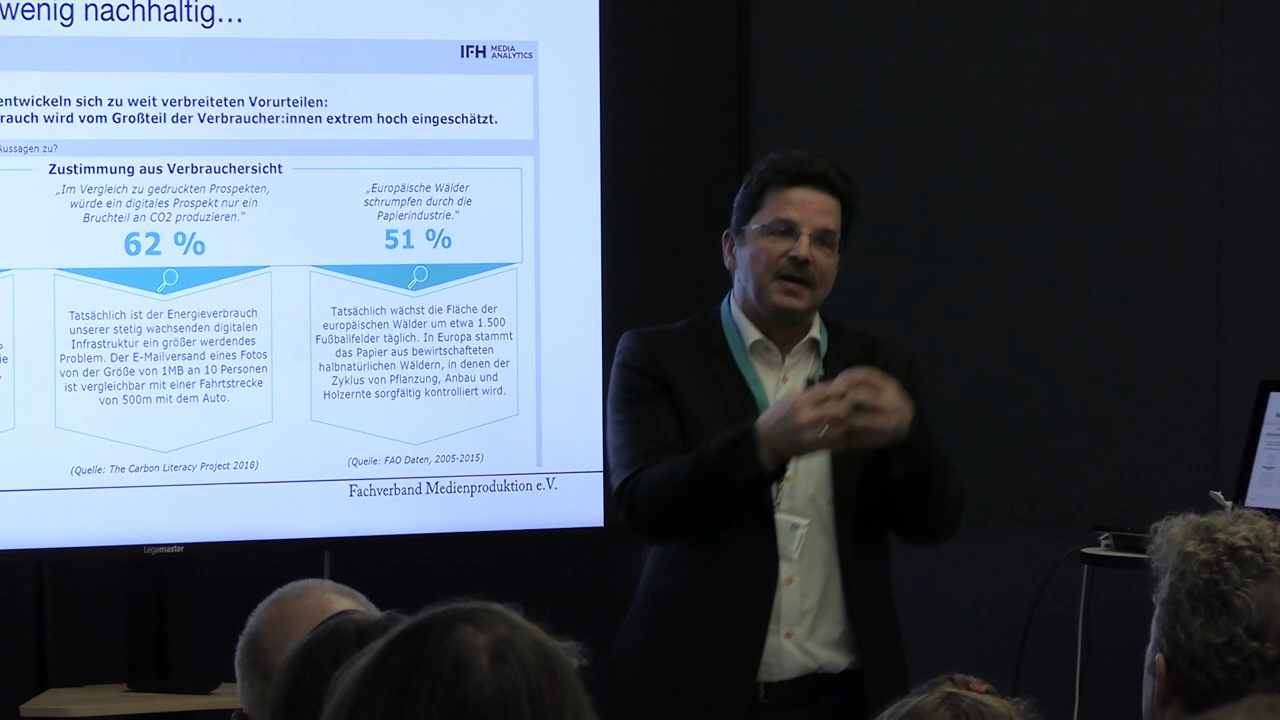 wenig nachhaltig...
IFH MEDIA
ANALYTICS
entwickeln sich zu weit verbreiteten Vorurteilen:
rauch wird vom Großteil der Verbraucher:innen extrem hoch eingeschätzt.
Aussagen zu?
Zustimmung aus Verbrauchersicht
„Im Vergleich zu gedruckten Prospekten,
würde ein digitales Prospekt nur ein
Bruchteil an CO2 produzieren."
62 %
„Europäische Wälder
schrumpfen durch die
Papierindustrie."
51 %
Tatsächlich ist der Energieverbrauch
unserer stetig wachsenden digitalen
Infrastruktur ein größer werdendes
Problem. Der E-Mailversand eines Fotos
von der Größe von 1MB an 10 Personen
ist vergleichbar mit einer Fahrtstrecke
von 500m mit dem Auto.
(Quelle: The Carbon Literacy Project 2018)
Tatsächlich wächst die Fläche der
europäischen Wälder um etwa 1.500
Fußballfelder täglich. In Europa stammt
das Papier aus bewirtschafteten
halbnatürlichen Wäldern, in denen der
Zyklus von Pflanzung, Anbau und
Holzernte sorgfältig kontrolliert wird.
(Quelle: FAO Daten, 2005-2015)
Fachverband Medienproduktion e.V.
Legamaster